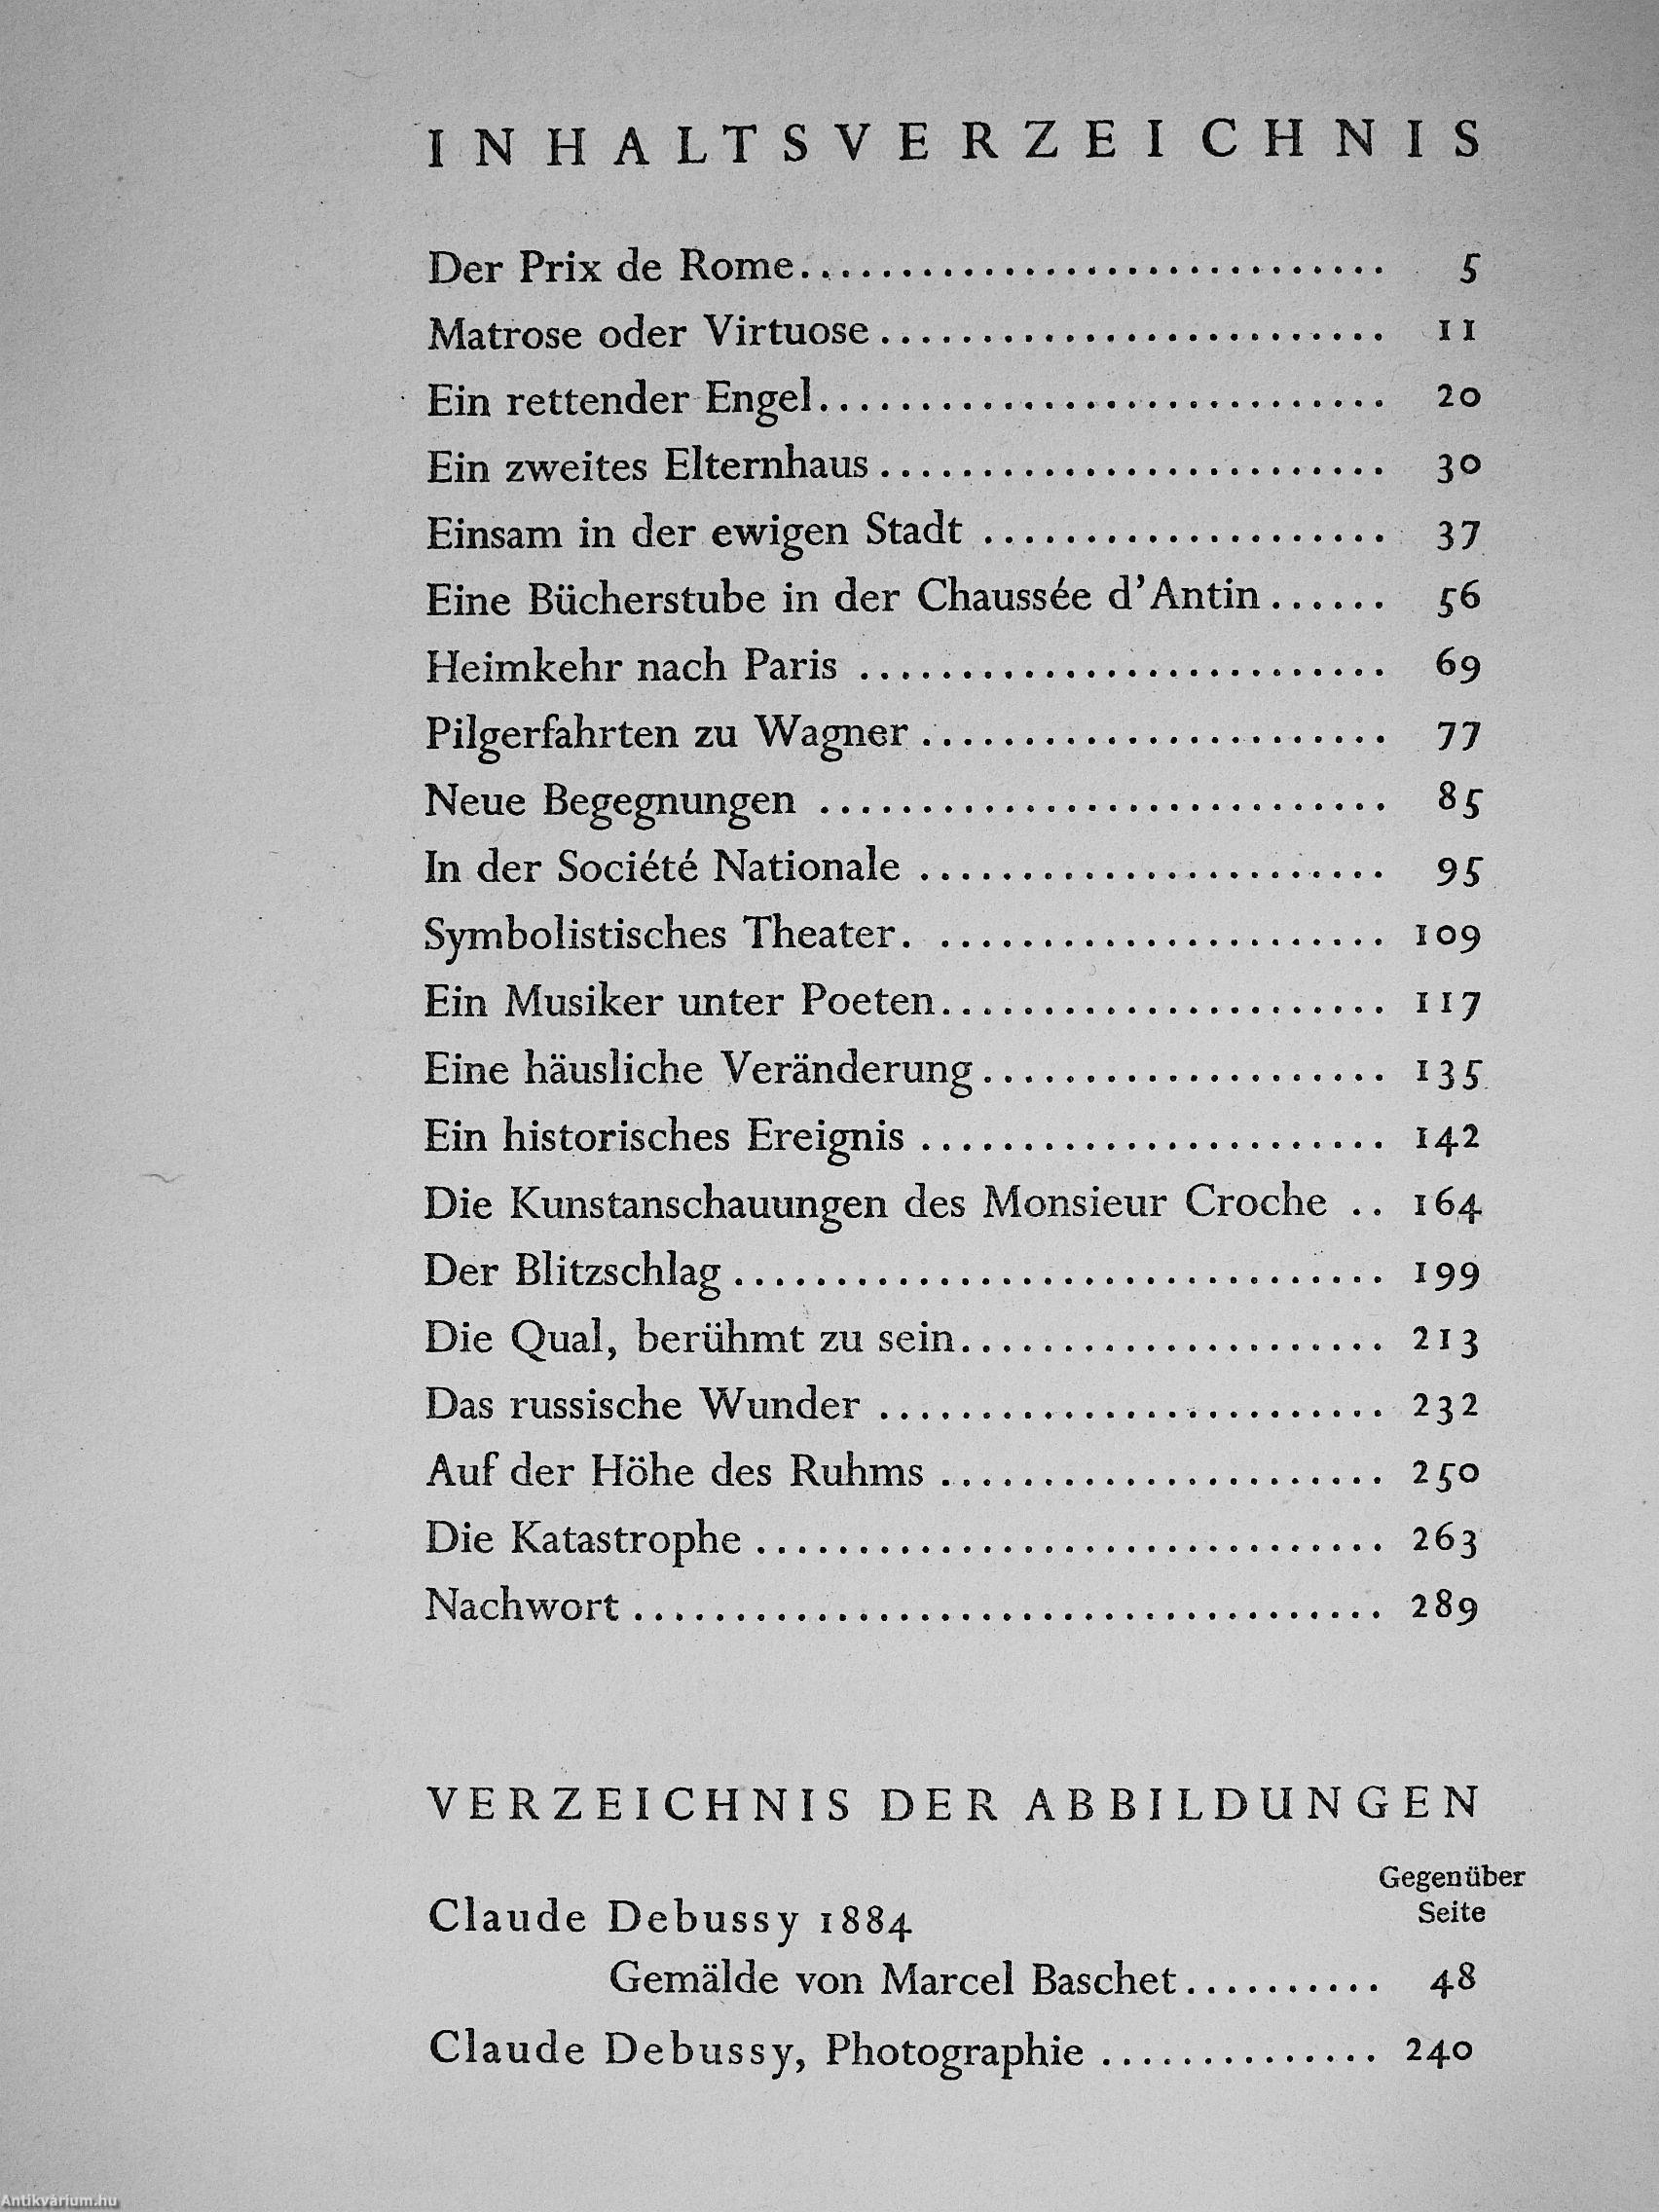 INHALTSVERZEICHNIS
Der Prix de Rome............................. 5
Matrose oder Virtuose......................... 11
Ein rettender Engel............................ 20
Ein zweites Elternhaus......................... 30
Einsam in der ewigen Stadt .................... 37
Eine Bücherstube in der Chaussée d'Antin...... 56
Heimkehr nach Paris .......................... 69
Pilgerfahrten zu Wagner....................... 77
Neue Begegnungen ............................ 85
In der Société Nationale ....................... 95
Symbolistisches Theater. ...................... 109
Ein Musiker unter Poeten...................... 117
Eine häusliche Veränderung.................... 135
Ein historisches Ereignis ....................... 142
Die Kunstanschauungen des Monsieur Croche .. 164
Der Blitzschlag ................................ 199
Die Qual, berühmt zu sein..................... 213
Das russische Wunder ......................... 232
Auf der Höhe des Ruhms ...................... 250
Die Katastrophe ............................... 263
Nachwort ..................................... 289
VERZEICHNIS DER ABBILDUNGEN
Gegenüber
Seite
Claude Debussy 1884
Gemälde von Marcel Baschet.......... 48
Claude Debussy, Photographie .............. 240
Antikvárium.hu